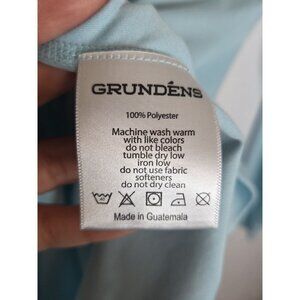 GRUNDÉNS
100% Polyester
Machine wash warm
with like colors
do not bleach
tumble dry low
iron low
do not use fabric
softeners
do not dry clean
Made in Guatemala